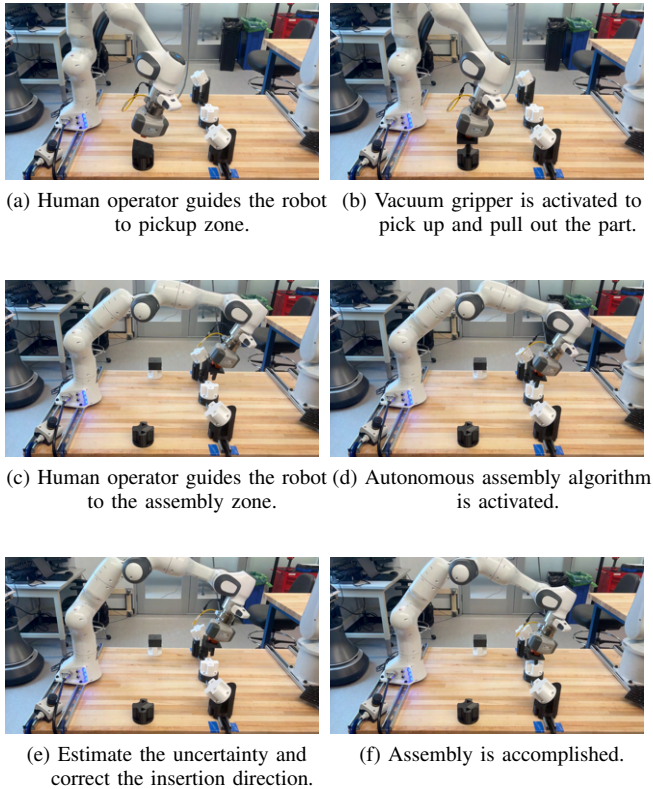 (a) Human operator guides the robot
to pickup zone.
(b) Vacuum gripper is activated to
pick up and pull out the part.
(c) Human operator guides the robot
to the assembly zone.
(d) Autonomous assembly algorithm
is activated.
(e) Estimate the uncertainty and
correct the insertion direction.
(f) Assembly is accomplished.